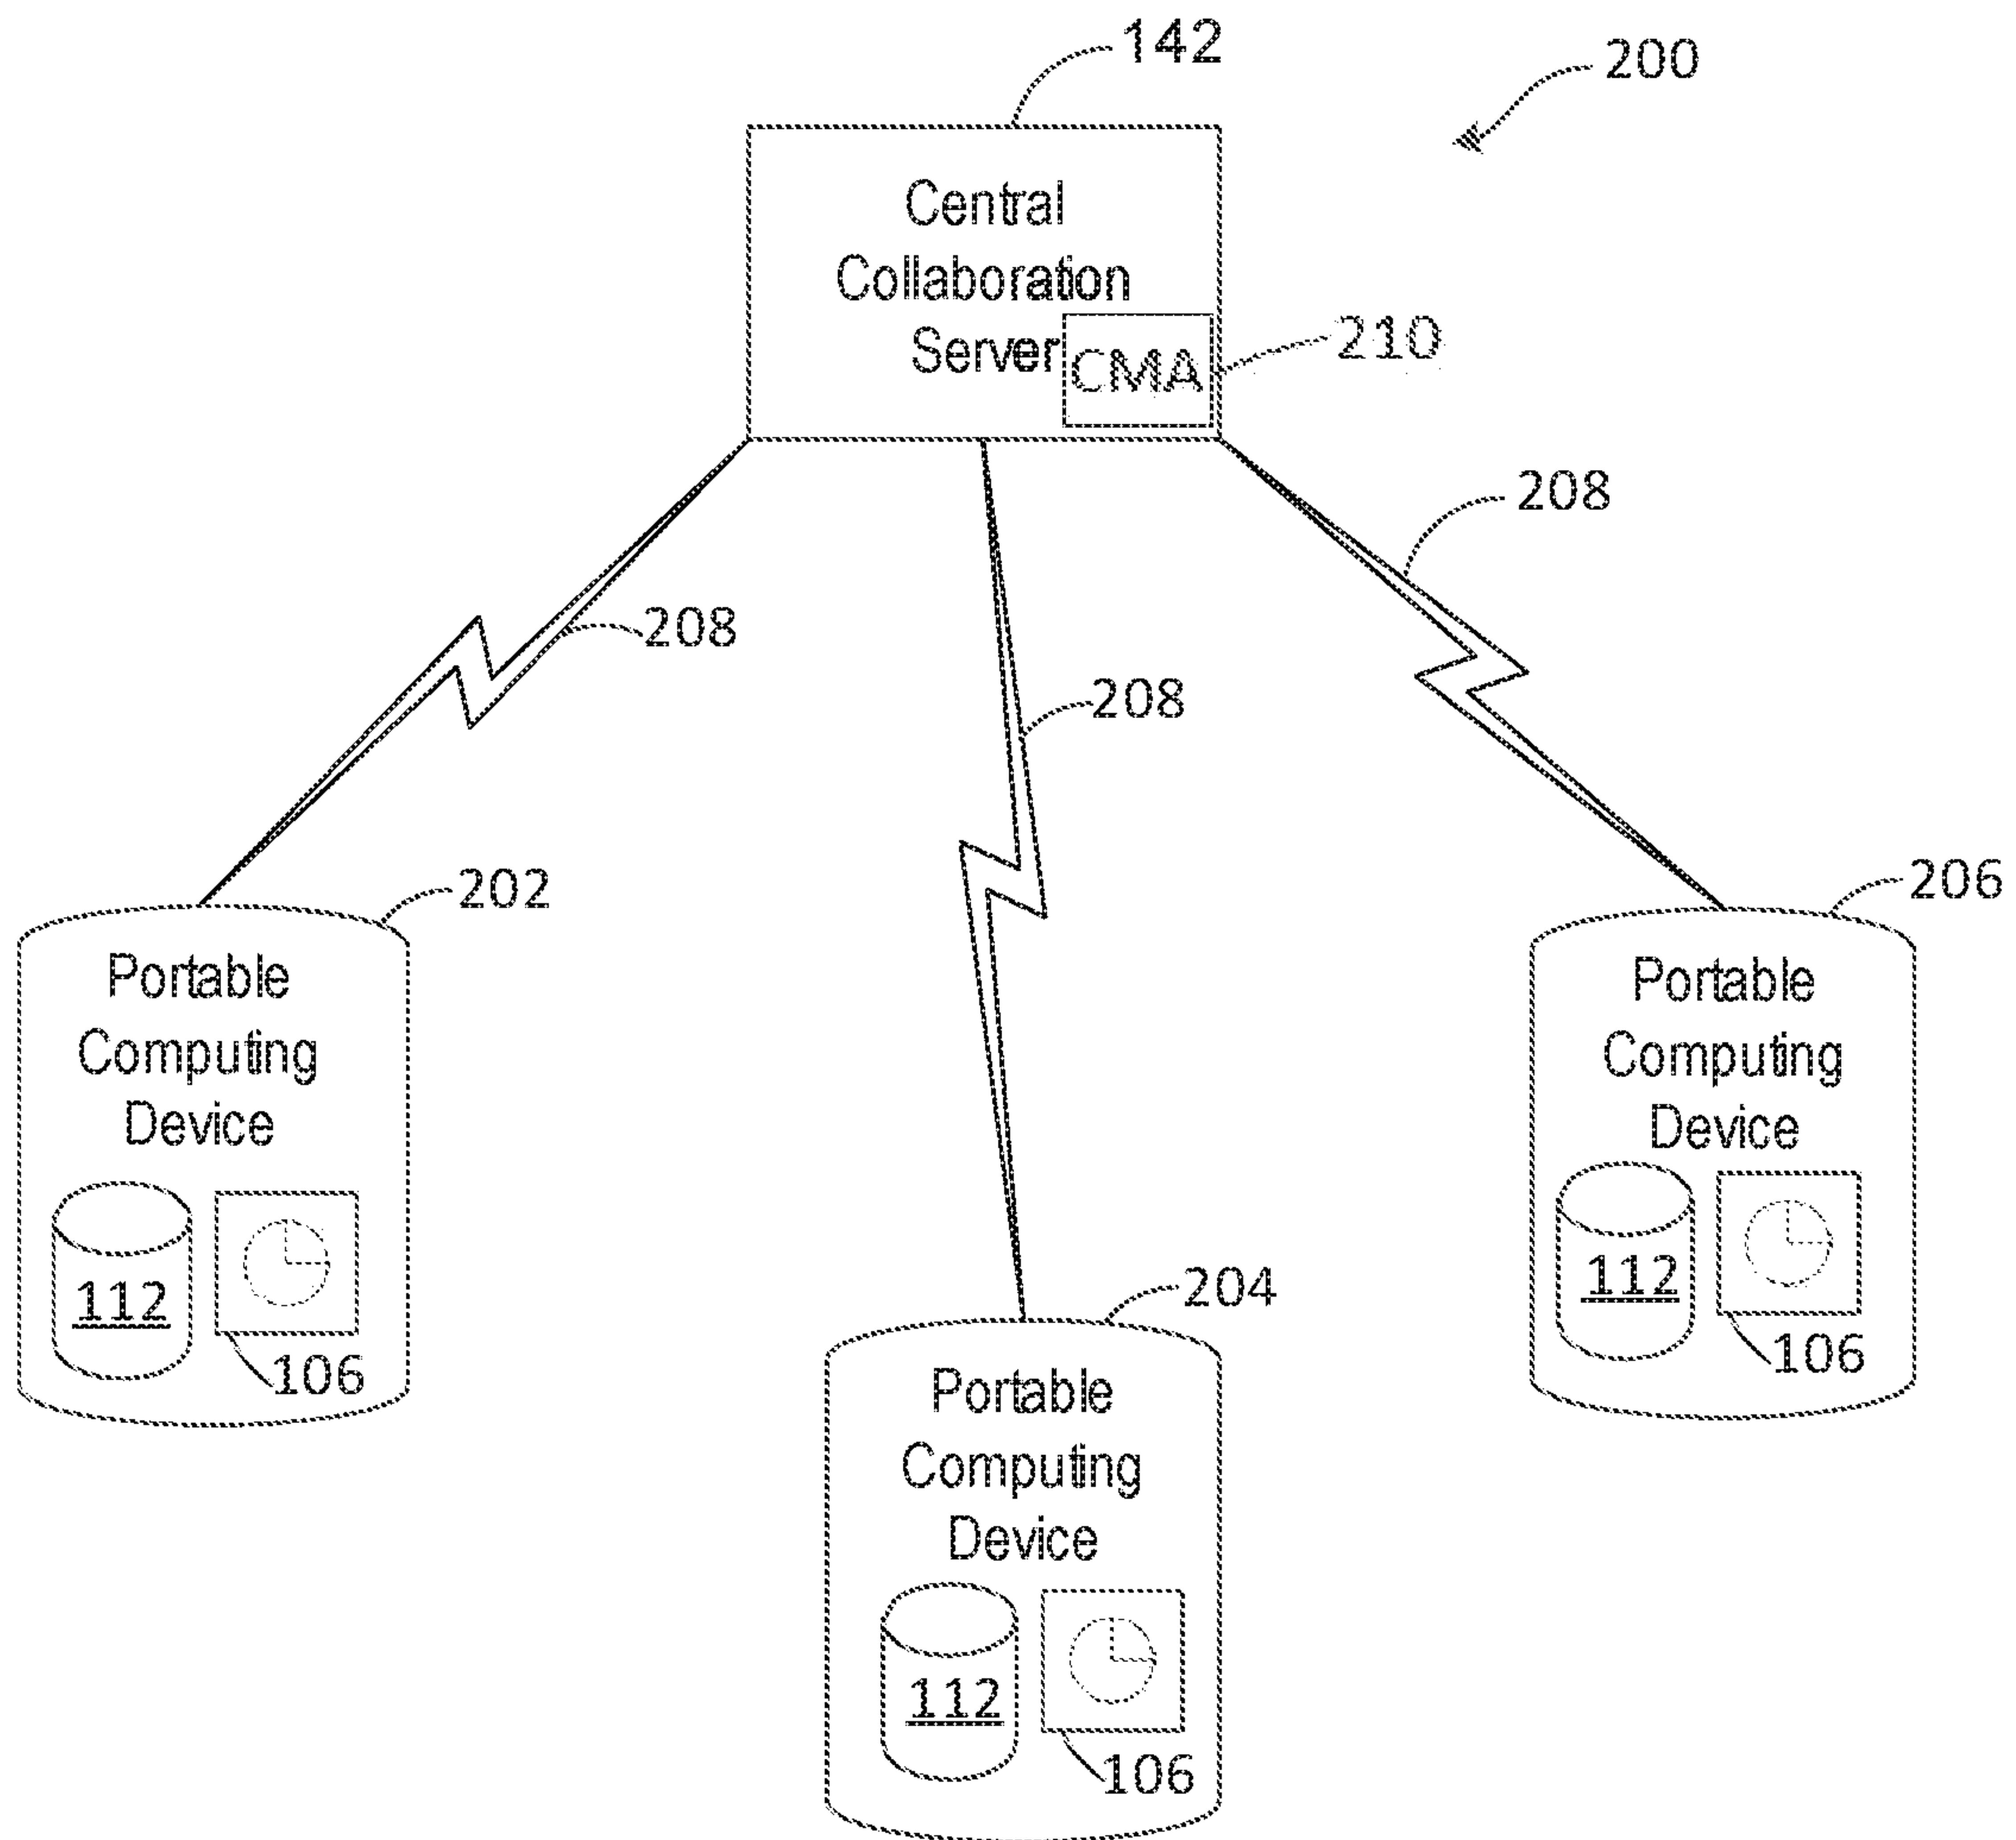 142
200
Central
Collaboration
Server
CMA
210
208
208
208
202
206
Portable
Computing
Device
112
106
Portable
Computing
Device
112
106
204
Portable
Computing
Device
112
106